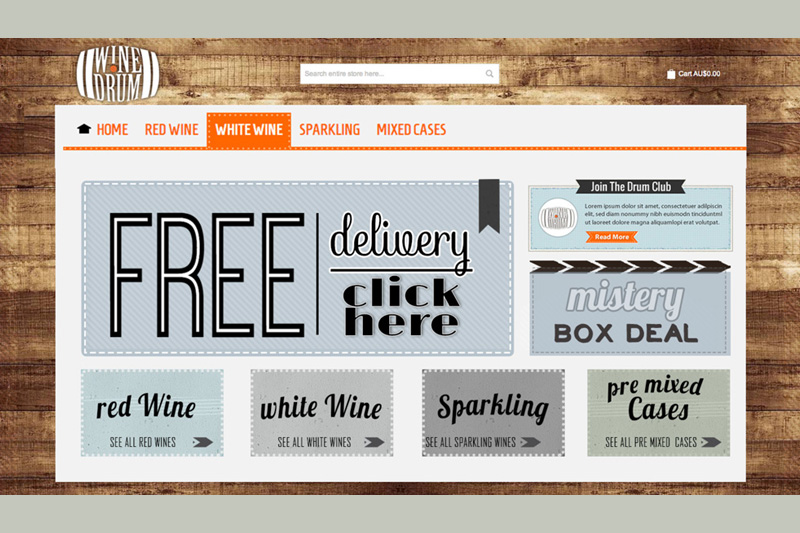 WINE
DRUM
Search entire store here...
Cart AU$0.00
HOME
RED WINE
WHITE WINE
SPARKLING
MIXED CASES
FREE
delivery
click
here
Join The Drum Club
Lorem ipsum dolor sit amet, consectetuer adipiscin
elit, sed diam nonummy nibh euismod tinciduntinl
ut laoreet dolore magna aliquamlopi erat volutpat.
Read More
mistery
BOX DEAL
red Wine
SEE ALL RED WINES
white Wine
SEE ALL WHITE WINES
Sparkling
SEE ALL SPARKLING WINES
pre mixed
Cases
SEE ALL PRE MIXED CASES